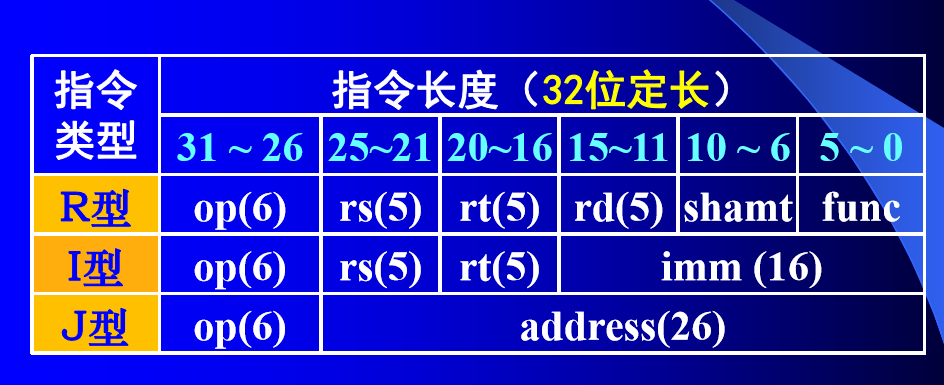 指令类型 指令长度（32位定长）
31 ~ 26 25~21 20~16 15~11 10 ~ 6 5 ~ 0
R型 op(6) rs(5) rt(5) rd(5) shamt func
I型 op(6) rs(5) rt(5) imm (16)
J型 op(6) address(26)